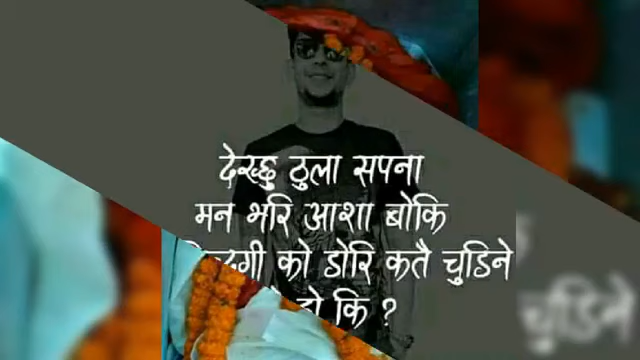 देख्छु ठुला सपना
मन भरि आशा बोकि
को डोरि कतै चुडिने
हो कि ?
चुडिने